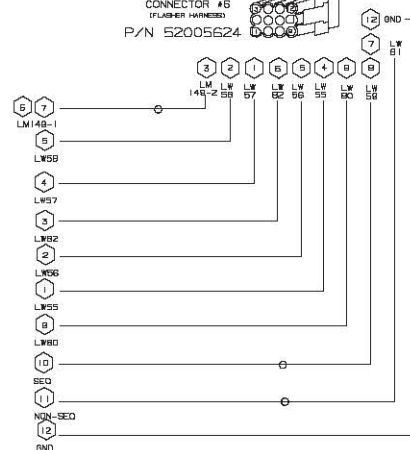 CONNECTOR #6
(FLASHER HARNESS)
P/N 52005624
12 GND
7 LW 61
3 2 1 6 5 4 8 9
LM 148-2 LW 58 LW 57 LW 82 LW 56 LW 55 LW 80 LW 59
6 7
LM148-1
5
LW58
4
LW57
3
LW82
2
LW56
1
LW55
8
LW80
10
SEQ
11
NON-SEQ
12
GND